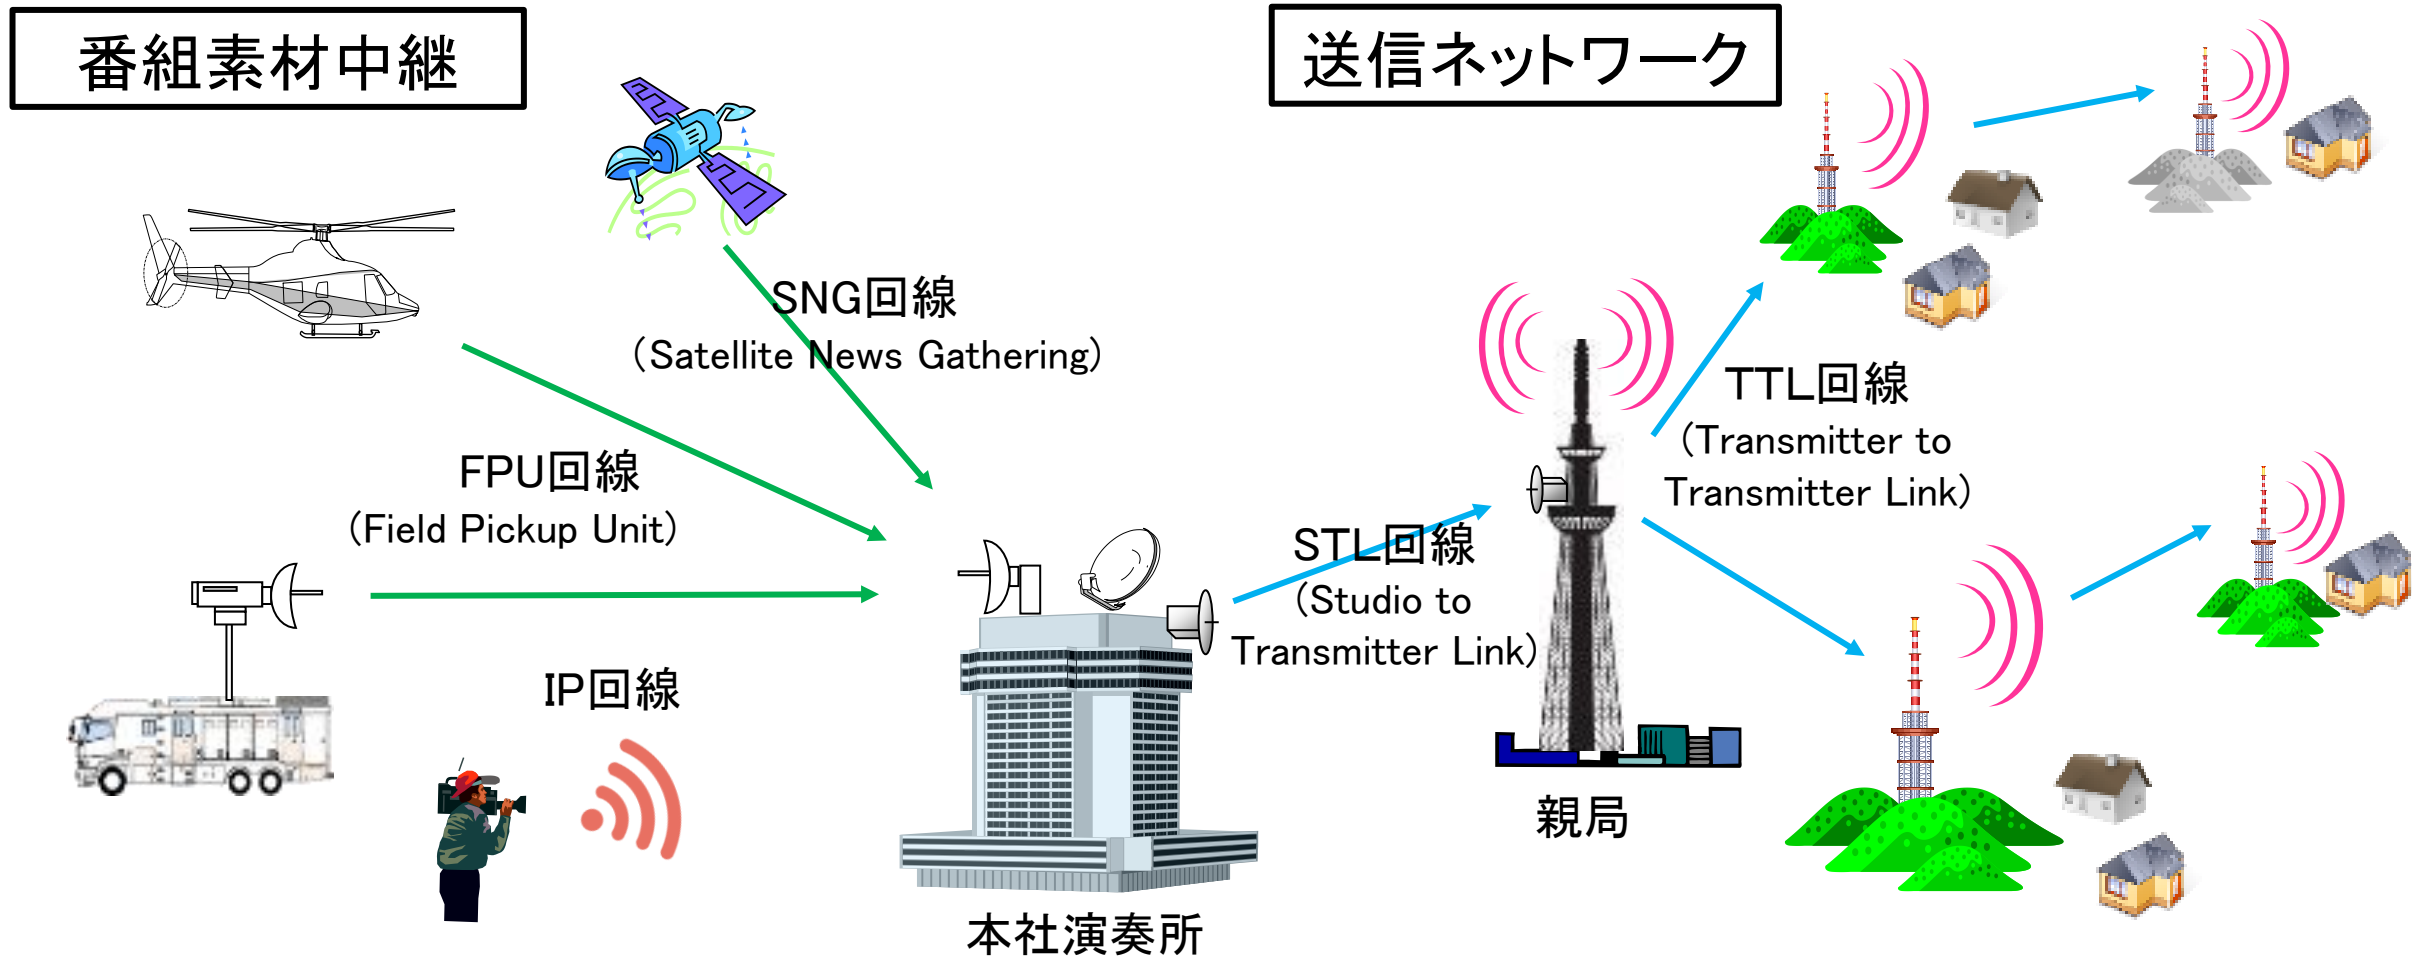 番組素材中継
送信ネットワーク
SNG回線
(Satellite News Gathering)
FPU回線
(Field Pickup Unit)
IP回線
本社演奏所
STL回線
(Studio to
Transmitter Link)
親局
TTL回線
(Transmitter to
Transmitter Link)